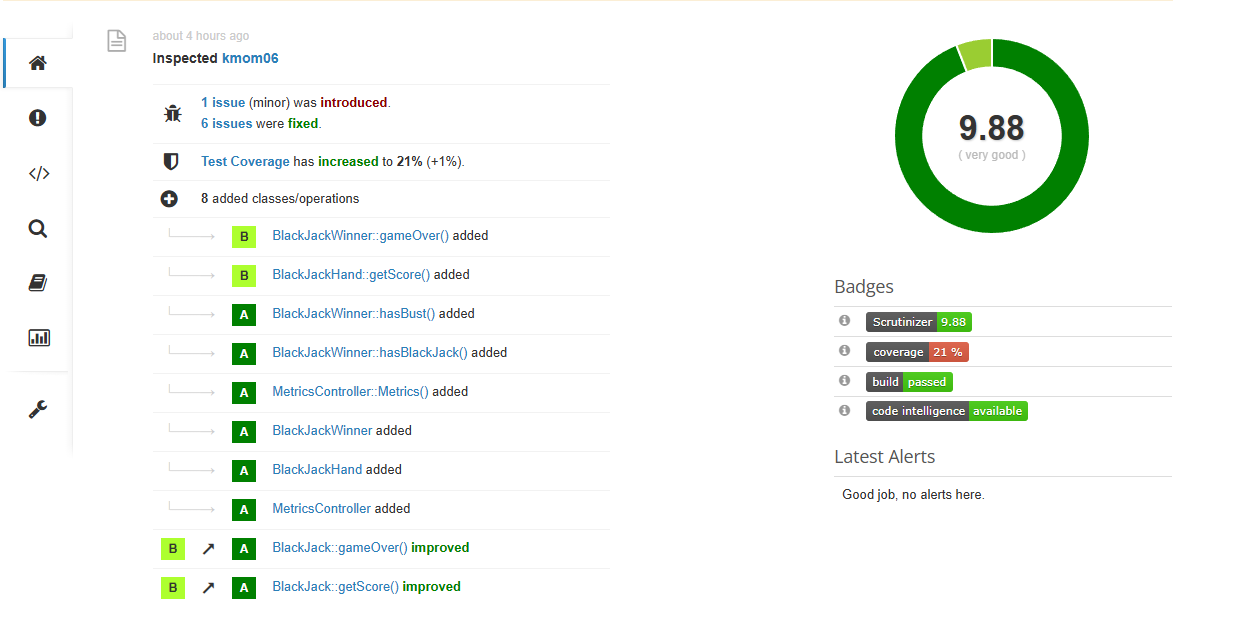 about 4 hours ago
Inspected kmom06
1 issue (minor) was introduced.
6 issues were fixed.
Test Coverage has increased to 21% (+1%).
8 added classes/operations
B BlackJackWinner::gameOver() added
B BlackJackHand::getScore() added
A BlackJackWinner::hasBust() added
A BlackJackWinner::hasBlackJack() added
A MetricsController::Metrics() added
A BlackJackWinner added
A BlackJackHand added
A MetricsController added
B A BlackJack::gameOver() improved
B A BlackJack::getScore() improved
9.88
( very good )
Badges
Scrutinizer 9.88
coverage 21 %
build passed
code intelligence available
Latest Alerts
Good job, no alerts here.